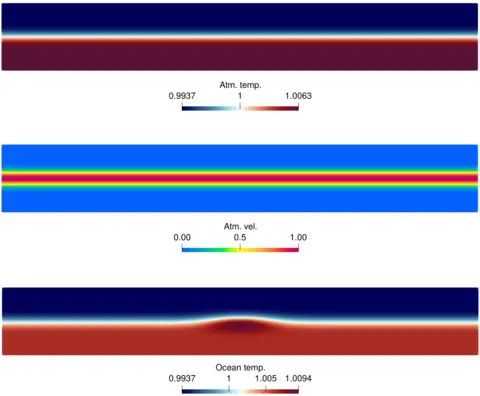 Atm. temp.
0.9937 1 1.0063
Atm. vel.
0.00 0.5 1.00
Ocean temp.
0.9937 1 1.005 1.0094